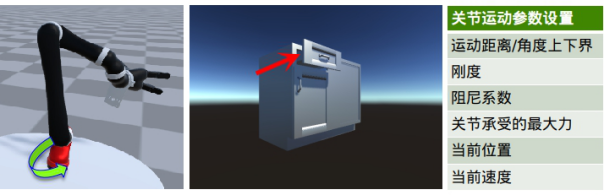 关节运动参数设置
运动距离/角度上下界
刚度
阻尼系数
关节承受的最大力
当前位置
当前速度